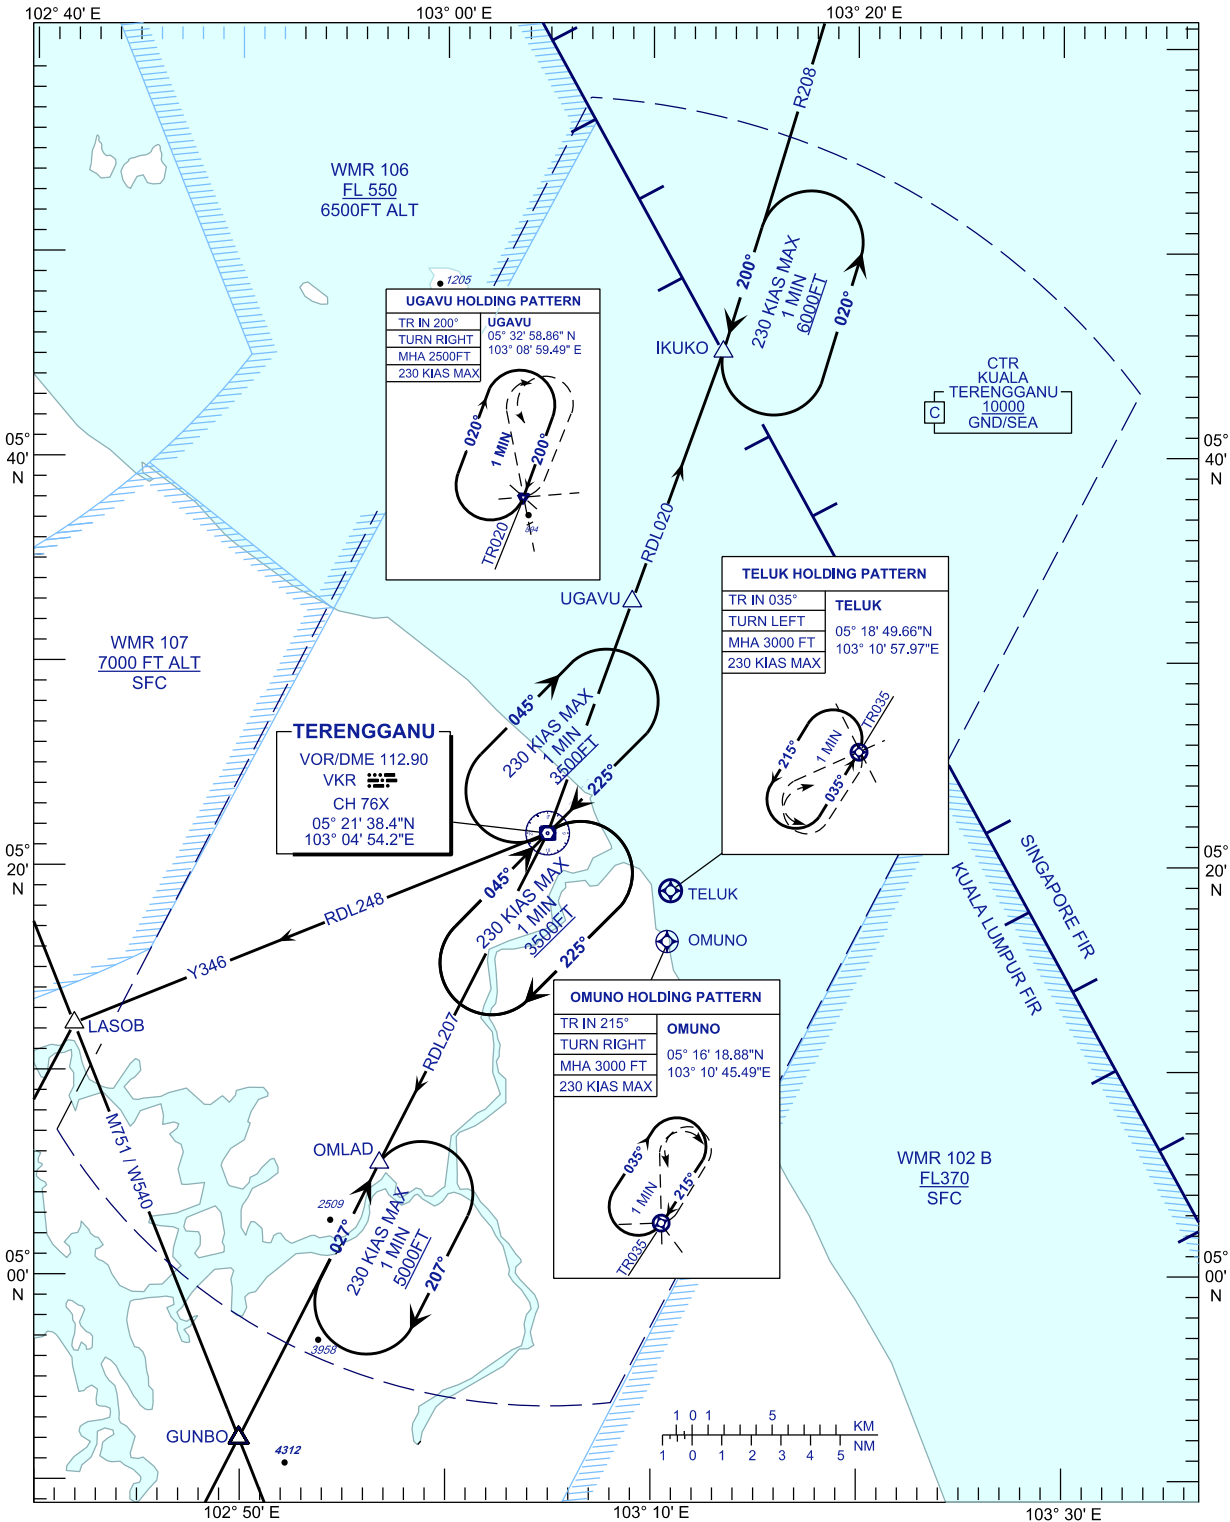 102° 40' E
103° 00' E
103° 20' E
R208
WMR 106
FL 550
6500FT ALT
1205
200°
230 KIAS MAX
1 MIN
6000FT
020°
IKUKO
UGAVU HOLDING PATTERN
TR IN 200°
TURN RIGHT
MHA 2500FT
230 KIAS MAX
UGAVU
05° 32' 58.86" N
103° 08' 59.49" E
020°
1 MIN
200°
TR020
CTR
KUALA
TERENGGANU
10000
GND/SEA
C
05°
40'
N
05°
40'
N
RDL020
UGAVU
TELUK HOLDING PATTERN
TR IN 035°
TURN LEFT
MHA 3000 FT
230 KIAS MAX
TELUK
05° 18' 49.66"N
103° 10' 57.97"E
TR035
215°
1 MIN
035°
WMR 107
7000 FT ALT
SFC
045°
230 KIAS MAX
1 MIN
3500FT
225°
TERENGGANU
VOR/DME 112.90
VKR
CH 76X
05° 21' 38.4"N
103° 04' 54.2"E
05°
20'
N
05°
20'
N
SINGAPORE FIR
KUALA LUMPUR FIR
045°
230 KIAS MAX
1 MIN
3500FT
225°
TELUK
OMUNO
RDL248
Y346
LASOB
RDL207
OMUNO HOLDING PATTERN
TR IN 215°
TURN RIGHT
MHA 3000 FT
230 KIAS MAX
OMUNO
05° 16' 18.88"N
103° 10' 45.49"E
035°
1 MIN
215°
TR035
M751 / W540
OMLAD
2509
027°
230 KIAS MAX
1 MIN
5000FT
207°
WMR 102 B
FL370
SFC
05°
00'
N
05°
00'
N
3958
GUNBO
4312
1 0 1 5 KM
1 0 1 2 3 4 5 NM
102° 50' E
103° 10' E
103° 30' E